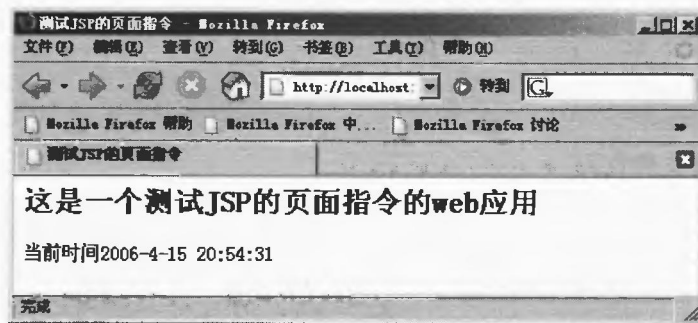 测试JSP的页面指令 - Mozilla Firefox
文件(F) 编辑(E) 查看(V) 转到(G) 书签(B) 工具(T) 帮助(H)
http://localhost: 转到 G
Mozilla Firefox 帮助 Mozilla Firefox 中... Mozilla Firefox 讨论 »
测试JSP的页面指令
这是一个测试JSP的页面指令的web应用
当前时间2006-4-15 20:54:31
完成